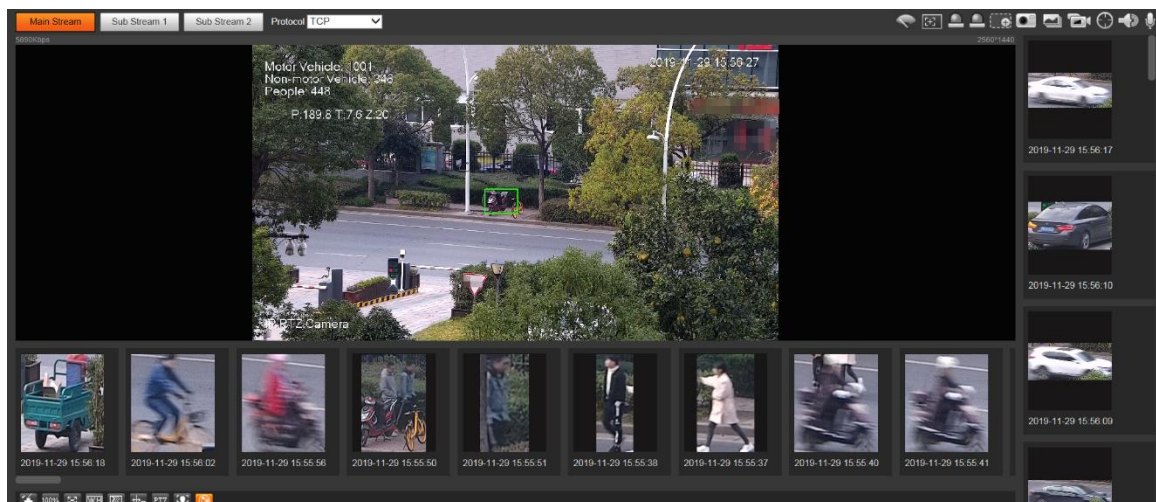 Main Stream Sub Stream 1 Sub Stream 2 Protocol TCP
5890Kbps 2560*1440
Motor Vehicle: 1001
Non-motor Vehicle: 348
People: 448
P:189.8 T:7.6 Z:20
2019-11-29 15:56:27
PTZ Camera
2019-11-29 15:56:17
2019-11-29 15:56:10
2019-11-29 15:56:09
2019-11-29 15:56:18 2019-11-29 15:56:02 2019-11-29 15:55:56 2019-11-29 15:55:50 2019-11-29 15:55:51 2019-11-29 15:55:38 2019-11-29 15:55:37 2019-11-29 15:55:40 2019-11-29 15:55:41
100% W:H PTZ